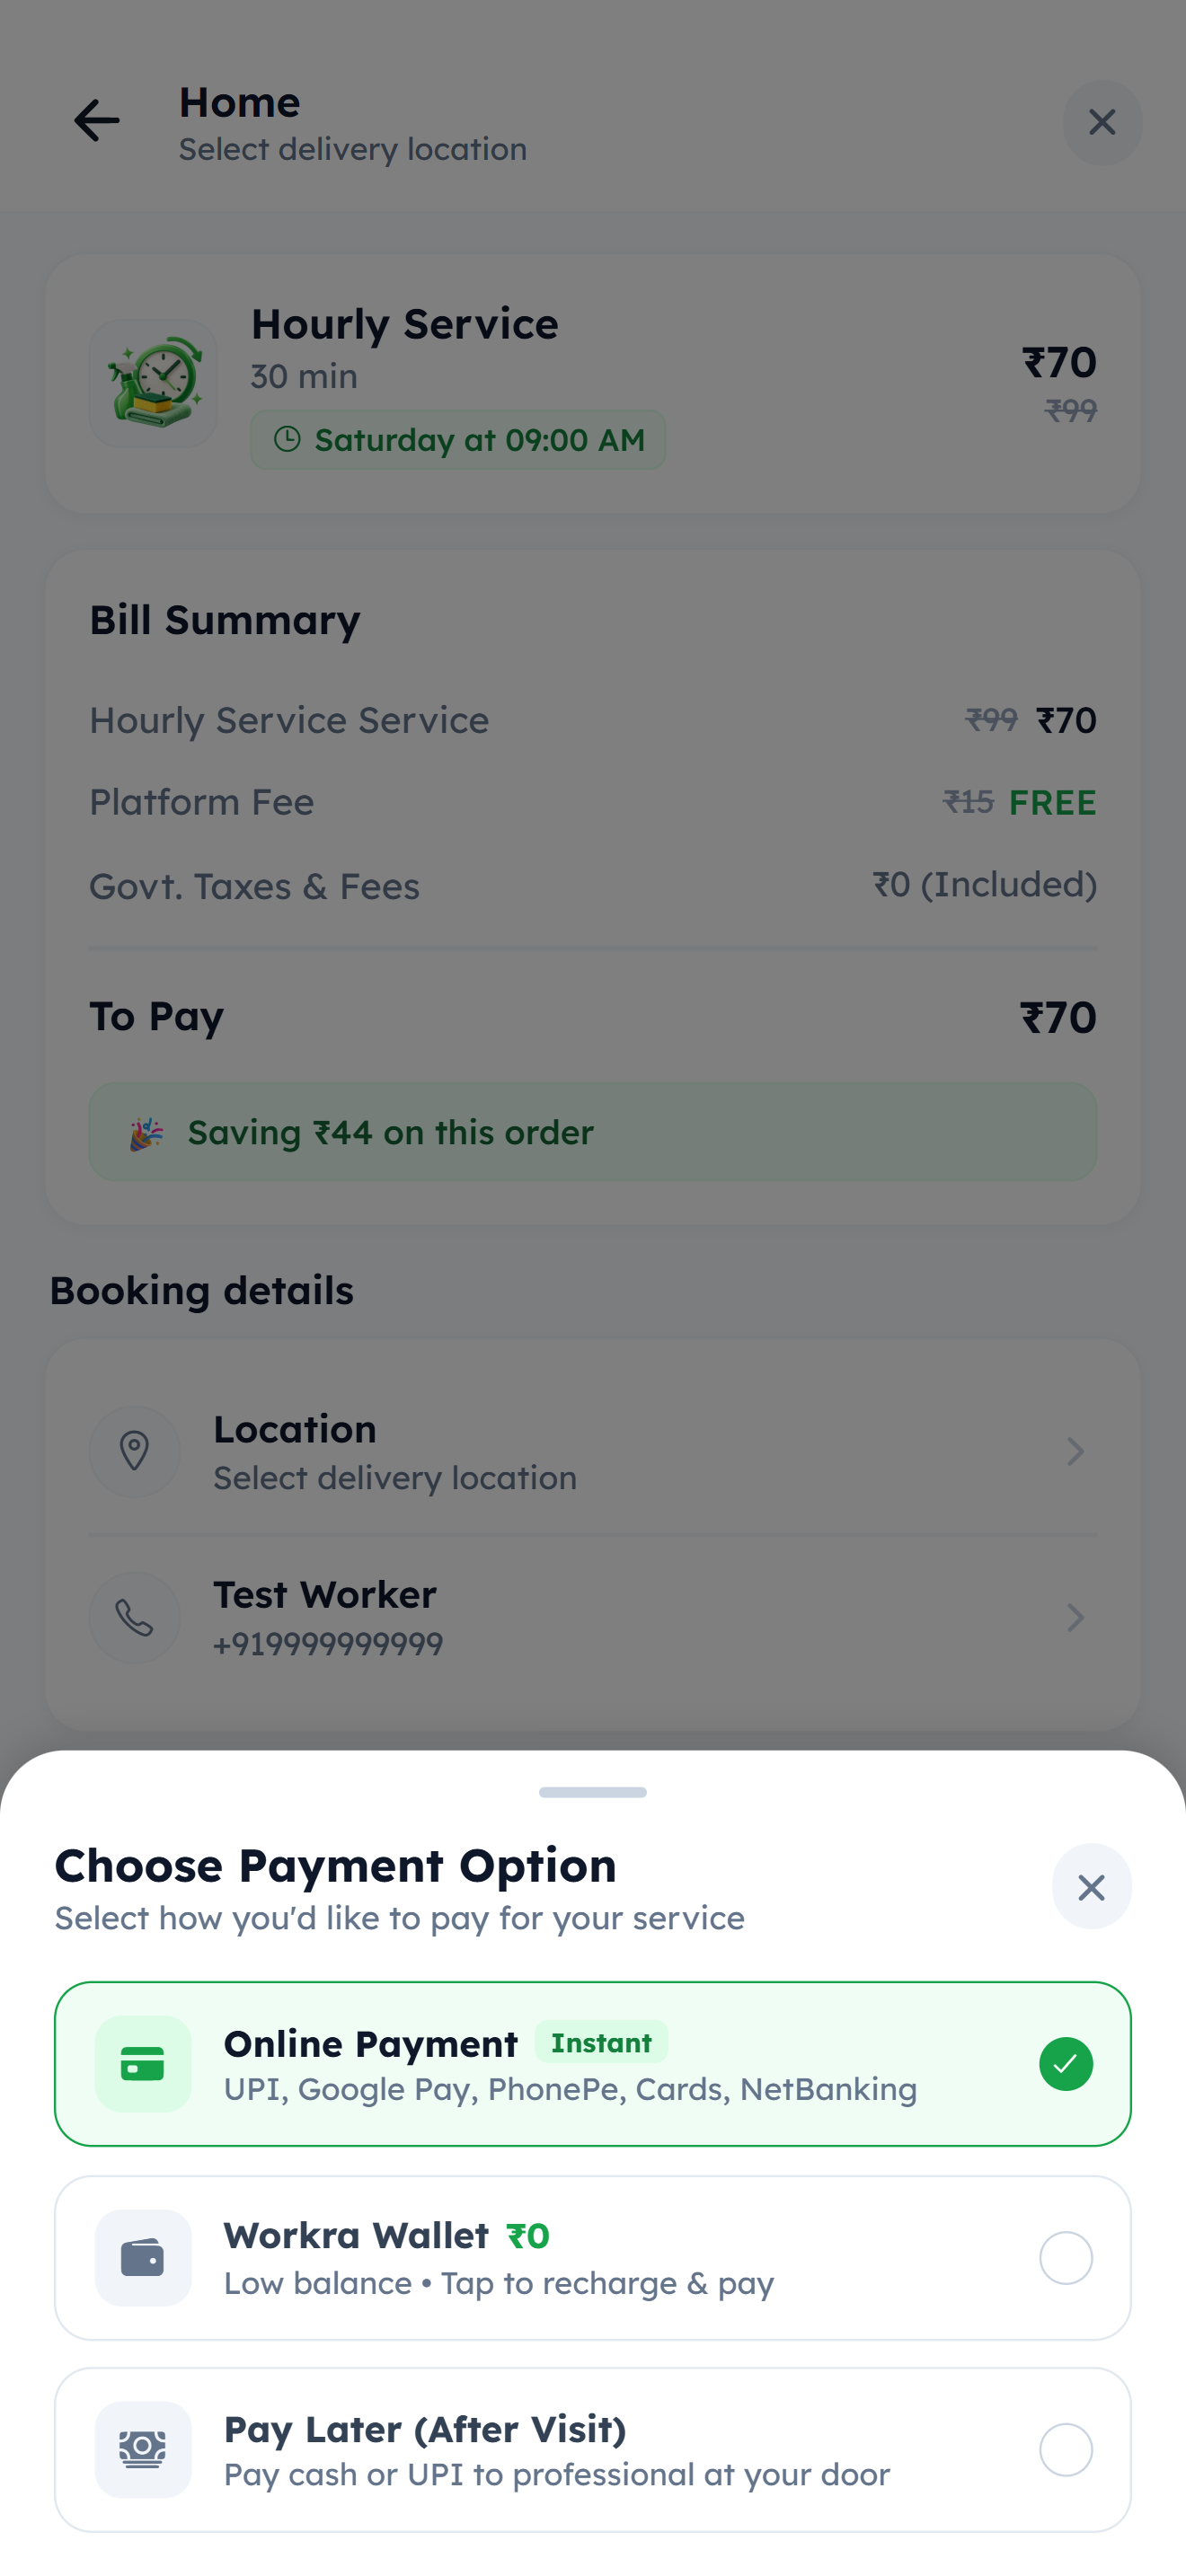 Home
Select delivery location
Hourly Service
30 min
Saturday at 09:00 AM
₹70
₹99
Bill Summary
Hourly Service Service ₹99 ₹70
Platform Fee ₹15 FREE
Govt. Taxes & Fees ₹0 (Included)
To Pay ₹70
Saving ₹44 on this order
Booking details
Location
Select delivery location
Test Worker
+919999999999
Choose Payment Option
Select how you'd like to pay for your service
Online Payment Instant
UPI, Google Pay, PhonePe, Cards, NetBanking
Workra Wallet ₹0
Low balance • Tap to recharge & pay
Pay Later (After Visit)
Pay cash or UPI to professional at your door